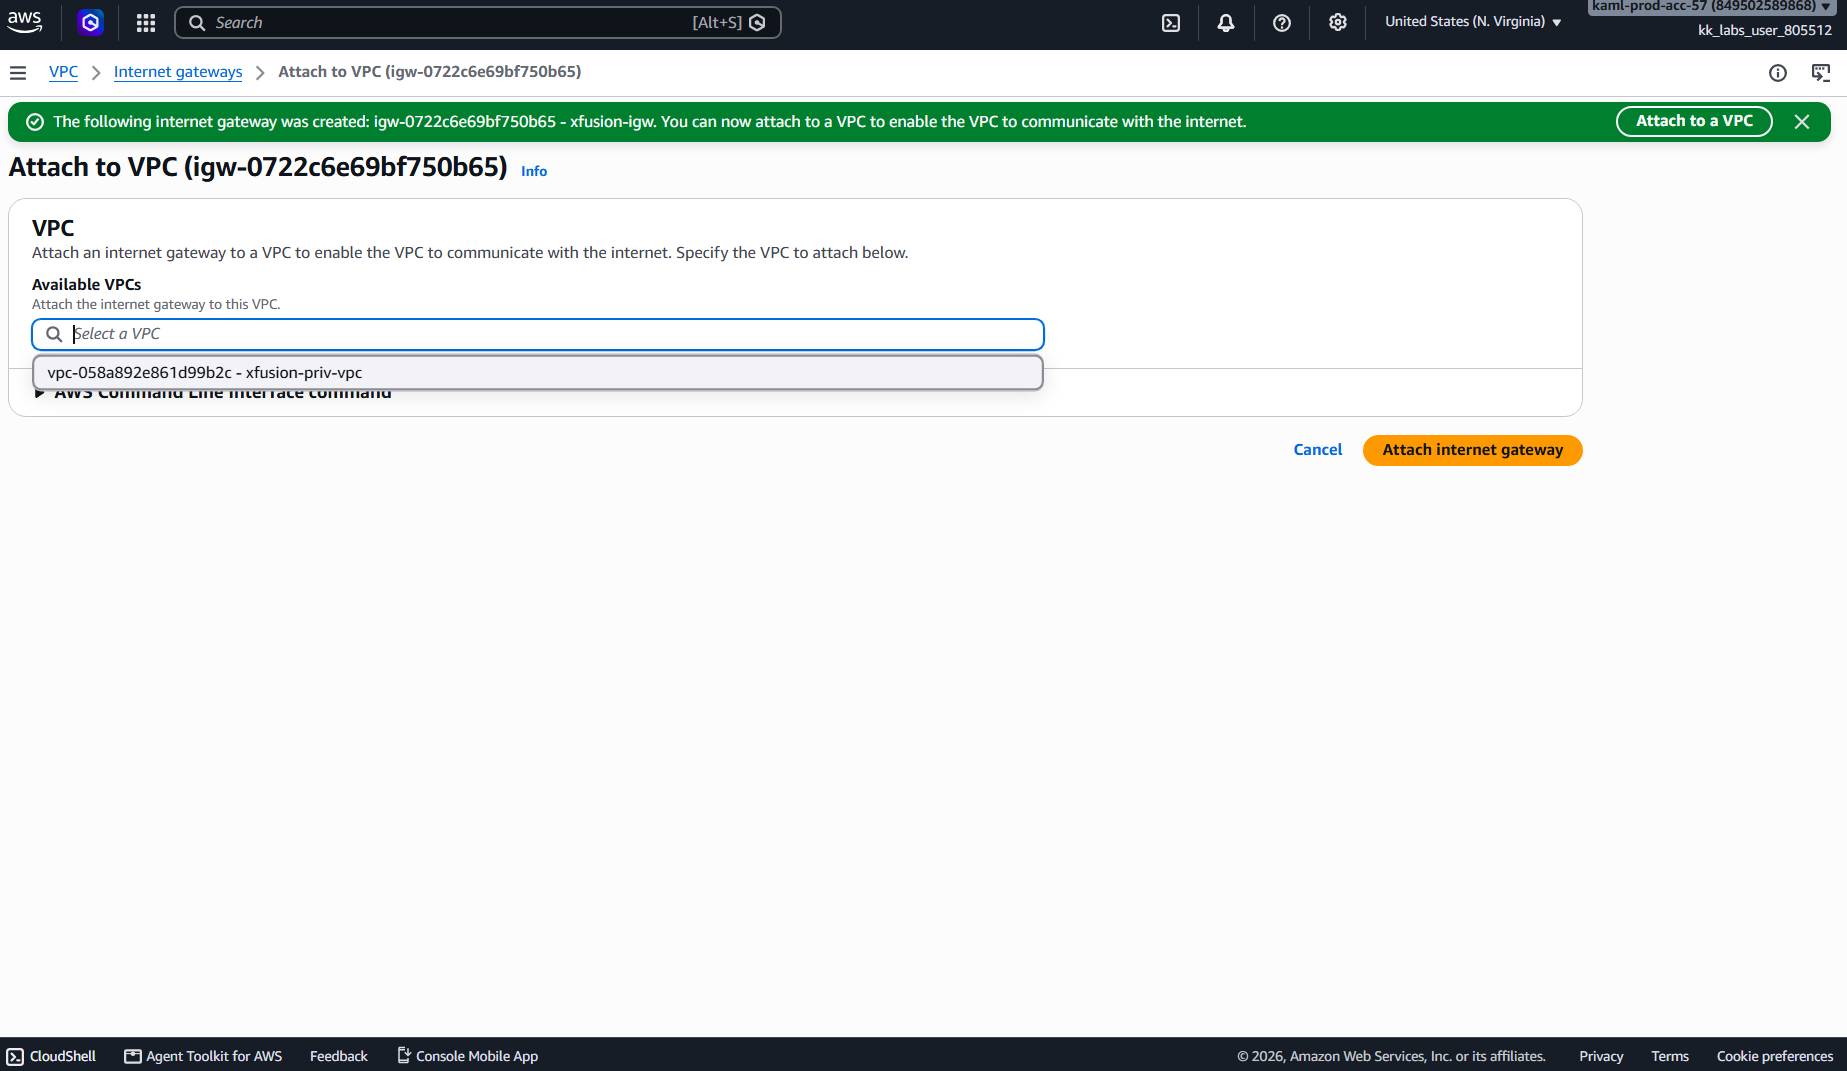 aws
Search [Alt+S]
United States (N. Virginia)
kaml-prod-acc-57 (849502589868)
kk_labs_user_805512
VPC Internet gateways Attach to VPC (igw-0722c6e69bf750b65)
The following internet gateway was created: igw-0722c6e69bf750b65 - xfusion-igw. You can now attach to a VPC to enable the VPC to communicate with the internet.
Attach to a VPC
Attach to VPC (igw-0722c6e69bf750b65) Info
VPC
Attach an internet gateway to a VPC to enable the VPC to communicate with the internet. Specify the VPC to attach below.
Available VPCs
Attach the internet gateway to this VPC.
Select a VPC
vpc-058a892e861d99b2c - xfusion-priv-vpc
AWS Command Line Interface command
Cancel Attach internet gateway
CloudShell Agent Toolkit for AWS Feedback Console Mobile App © 2026, Amazon Web Services, Inc. or its affiliates. Privacy Terms Cookie preferences